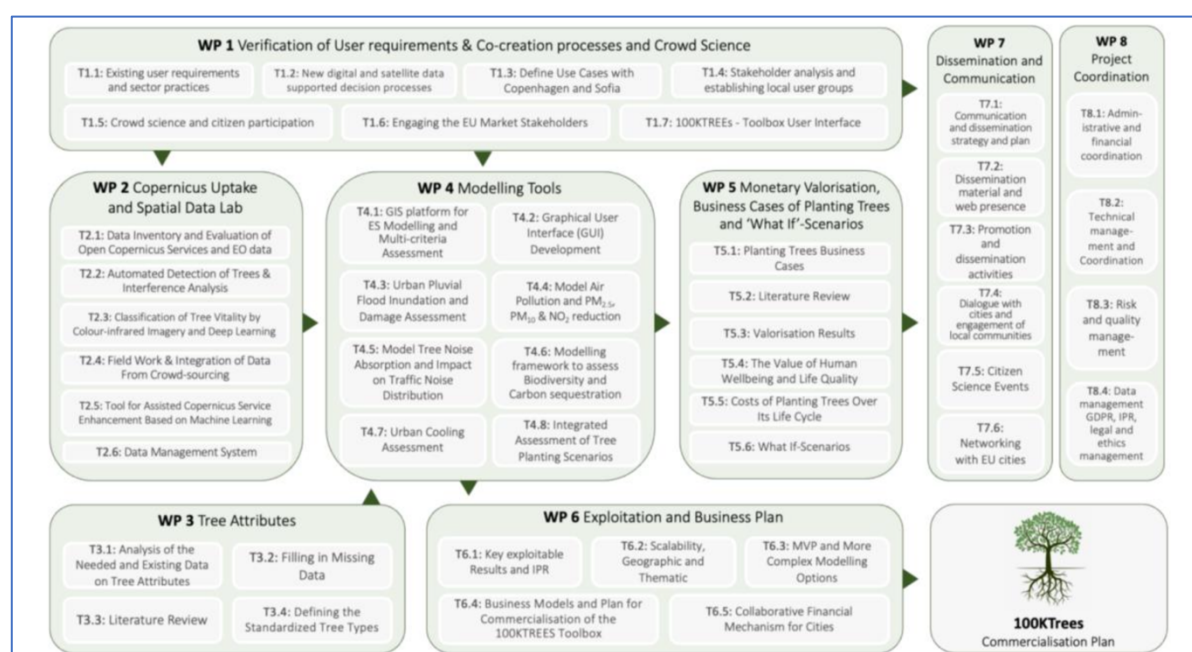 WP 1 Verification of User requirements & Co-creation processes and Crowd Science
T1.1: Existing user requirements
and sector practices
T1.2: New digital and satellite data
supported decision processes
T1.3: Define Use Cases with
Copenhagen and Sofia
T1.4: Stakeholder analysis and
establishing local user groups
T1.5: Crowd science and citizen participation
T1.6: Engaging the EU Market Stakeholders
T1.7: 100KTREEs - Toolbox User Interface
WP 2 Copernicus Uptake
and Spatial Data Lab
T2.1: Data Inventory and Evaluation of
Open Copernicus Services and EO data
T2.2: Automated Detection of Trees &
Interference Analysis
T2.3: Classification of Tree Vitality by
Colour-infrared Imagery and Deep Learning
T2.4: Field Work & Integration of Data
From Crowd-sourcing
T2.5: Tool for Assisted Copernicus Service
Enhancement Based on Machine Learning
T2.6: Data Management System
WP 4 Modelling Tools
T4.1: GIS platform for
ES Modelling and
Multi-criteria
Assessment
T4.2: Graphical User
Interface (GUI)
Development
T4.3: Urban Pluvial
Flood Inundation and
Damage Assessment
T4.4: Model Air
Pollution and PM2.5,
PM10 & NO2 reduction
T4.5: Model Tree Noise
Absorption and Impact
on Traffic Noise
Distribution
T4.6: Modelling
framework to assess
Biodiversity and
Carbon sequestration
T4.7: Urban Cooling
Assessment
T4.8: Integrated
Assessment of Tree
Planting Scenarios
WP 5 Monetary Valorisation,
Business Cases of Planting Trees
and ‘What If’-Scenarios
T5.1: Planting Trees Business
Cases
T5.2: Literature Review
T5.3: Valorisation Results
T5.4: The Value of Human
Wellbeing and Life Quality
T5.5: Costs of Planting Trees Over
Its Life Cycle
T5.6: What If-Scenarios
WP 7
Dissemination and
Communication
T7.1:
Communication
and dissemination
strategy and plan
T7.2:
Dissemination
material and
web presence
T7.3:
Promotion and
dissemination
activities
T7.4:
Dialogue with
cities and
engagement of
local communities
T7.5: Citizen
Science Events
T7.6:
Networking
with EU cities
WP 8
Project
Coordination
T8.1: Admin-
istrative and
financial
coordination
T8.2:
Technical
manage-
ment and
Coordination
T8.3: Risk
and quality
manage-
ment
T8.4: Data
management
GDPR, IPR,
legal and
ethics
management
WP 3 Tree Attributes
T3.1: Analysis of the
Needed and Existing Data
on Tree Attributes
T3.2: Filling in Missing
Data
T3.3: Literature Review
T3.4: Defining the
Standardized Tree Types
WP 6 Exploitation and Business Plan
T6.1: Key exploitable
Results and IPR
T6.2: Scalability,
Geographic and
Thematic
T6.3: MVP and More
Complex Modelling
Options
T6.4: Business Models and Plan for
Commercialisation of the
100KTREES Toolbox
T6.5: Collaborative Financial
Mechanism for Cities
100KTrees
Commercialisation Plan